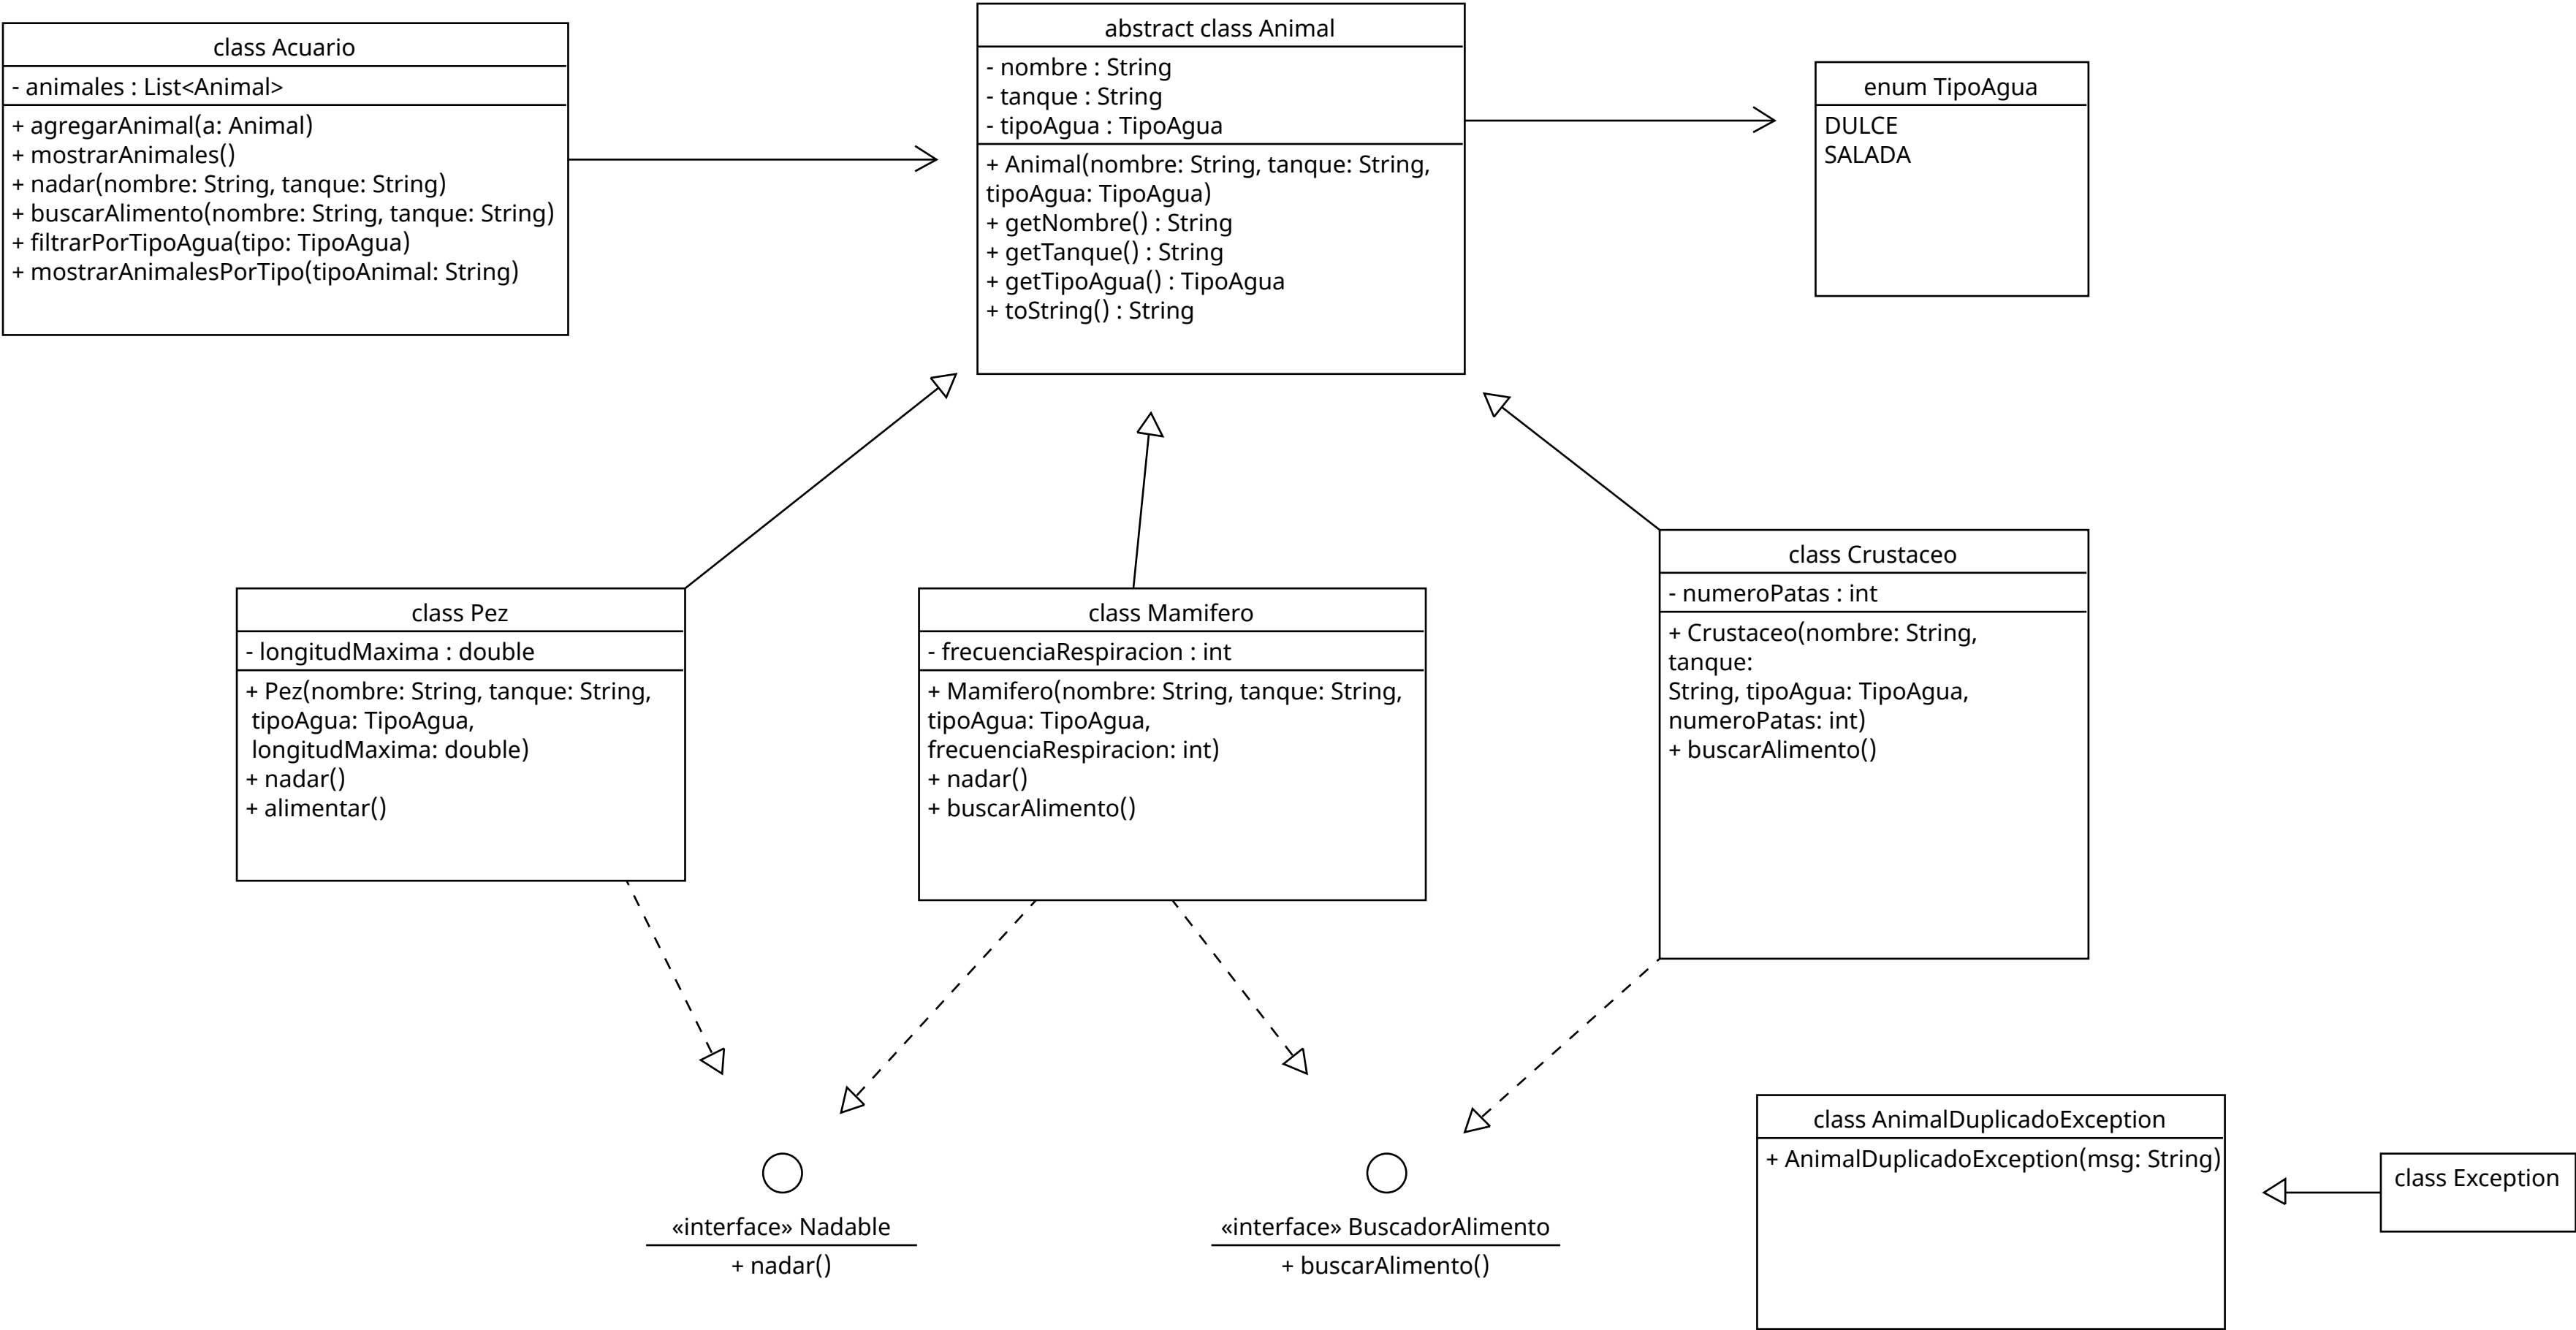 class Acuario
- animales : List<Animal>
+ agregarAnimal(a: Animal)
+ mostrarAnimales()
+ nadar(nombre: String, tanque: String)
+ buscarAlimento(nombre: String, tanque: String)
+ filtrarPorTipoAgua(tipo: TipoAgua)
+ mostrarAnimalesPorTipo(tipoAnimal: String)
abstract class Animal
- nombre : String
- tanque : String
- tipoAgua : TipoAgua
+ Animal(nombre: String, tanque: String,
tipoAgua: TipoAgua)
+ getNombre() : String
+ getTanque() : String
+ getTipoAgua() : TipoAgua
+ toString() : String
enum TipoAgua
DULCE
SALADA
class Pez
- longitudMaxima : double
+ Pez(nombre: String, tanque: String,
tipoAgua: TipoAgua,
longitudMaxima: double)
+ nadar()
+ alimentar()
class Mamifero
- frecuenciaRespiracion : int
+ Mamifero(nombre: String, tanque: String,
tipoAgua: TipoAgua,
frecuenciaRespiracion: int)
+ nadar()
+ buscarAlimento()
class Crustaceo
- numeroPatas : int
+ Crustaceo(nombre: String,
tanque:
String, tipoAgua: TipoAgua,
numeroPatas: int)
+ buscarAlimento()
«interface» Nadable
+ nadar()
«interface» BuscadorAlimento
+ buscarAlimento()
class AnimalDuplicadoException
+ AnimalDuplicadoException(msg: String)
class Exception